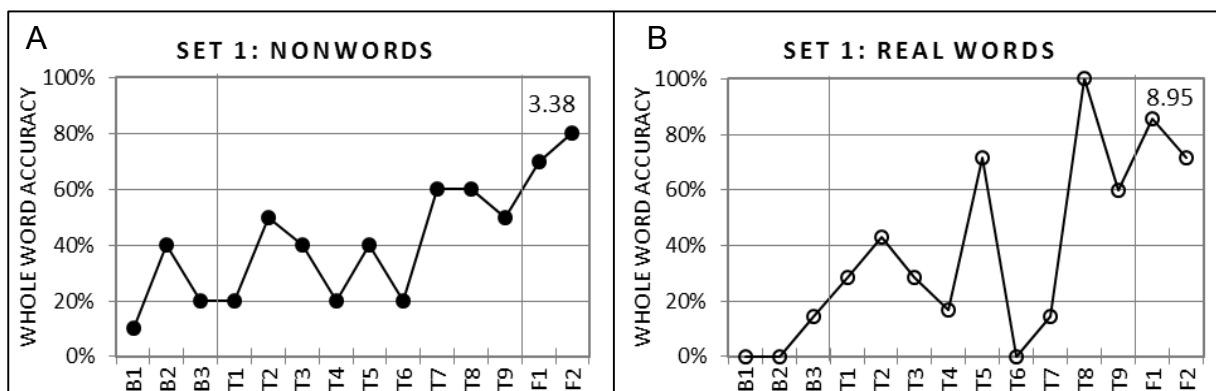 A
SET 1: NONWORDS
WHOLE WORD ACCURACY
100%
80%
60%
40%
20%
0%
3.38
B1 B2 B3 T1 T2 T3 T4 T5 T6 T7 T8 T9 F1 F2
B
SET 1: REAL WORDS
WHOLE WORD ACCURACY
100%
80%
60%
40%
20%
0%
8.95
B1 B2 B3 T1 T2 T3 T4 T5 T6 T7 T8 T9 F1 F2